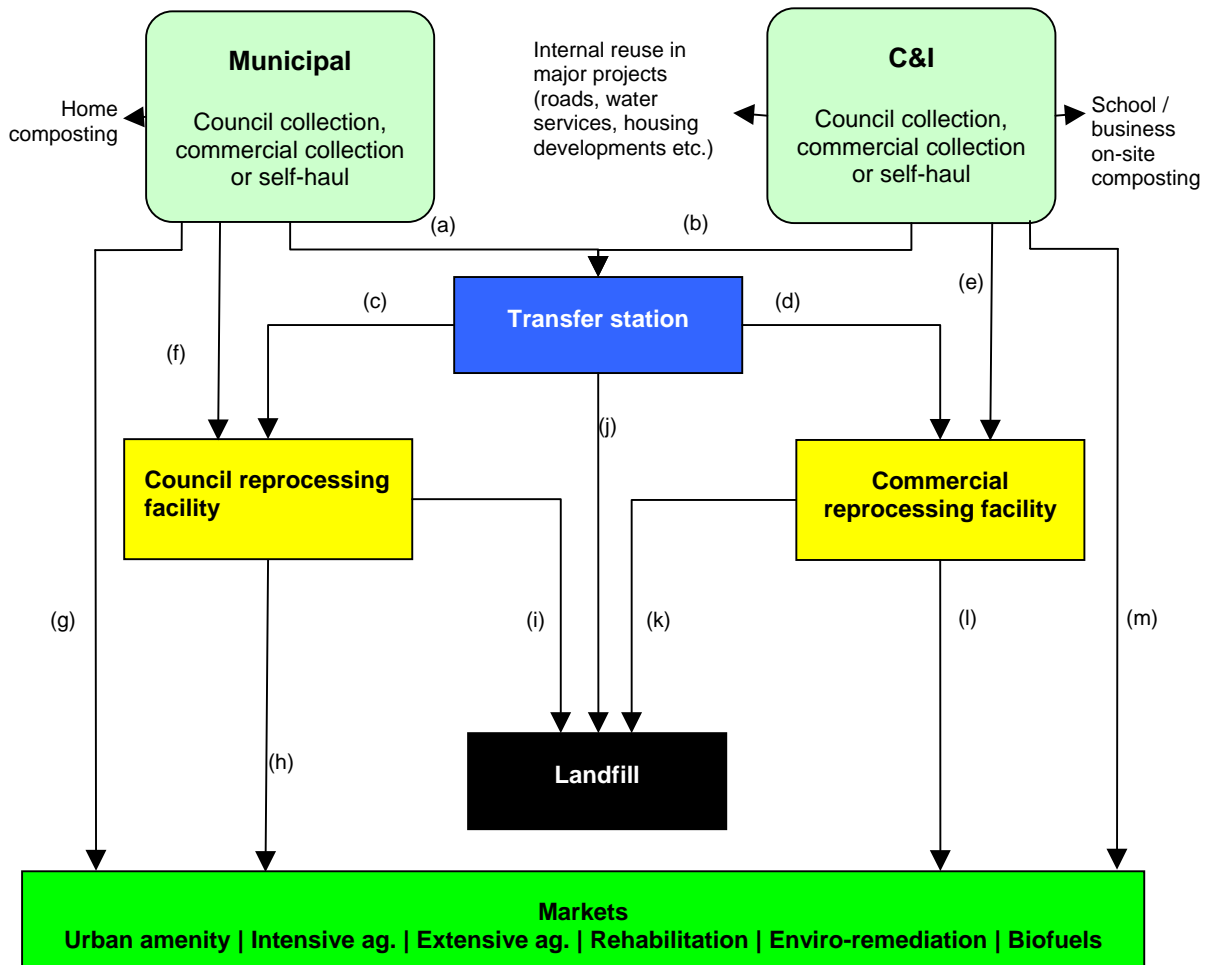 Municipal
Council collection,
commercial collection
or self-haul
Home
composting
Internal reuse in
major projects
(roads, water
services, housing
developments etc.)
C&I
Council collection,
commercial collection
or self-haul
School /
business
on-site
composting
(a)
(b)
(c)
Transfer station
(d)
(e)
(f)
(j)
Council reprocessing
facility
Commercial
reprocessing facility
(g)
(i)
(k)
(l)
(m)
(h)
Landfill
Markets
Urban amenity | Intensive ag. | Extensive ag. | Rehabilitation | Enviro-remediation | Biofuels